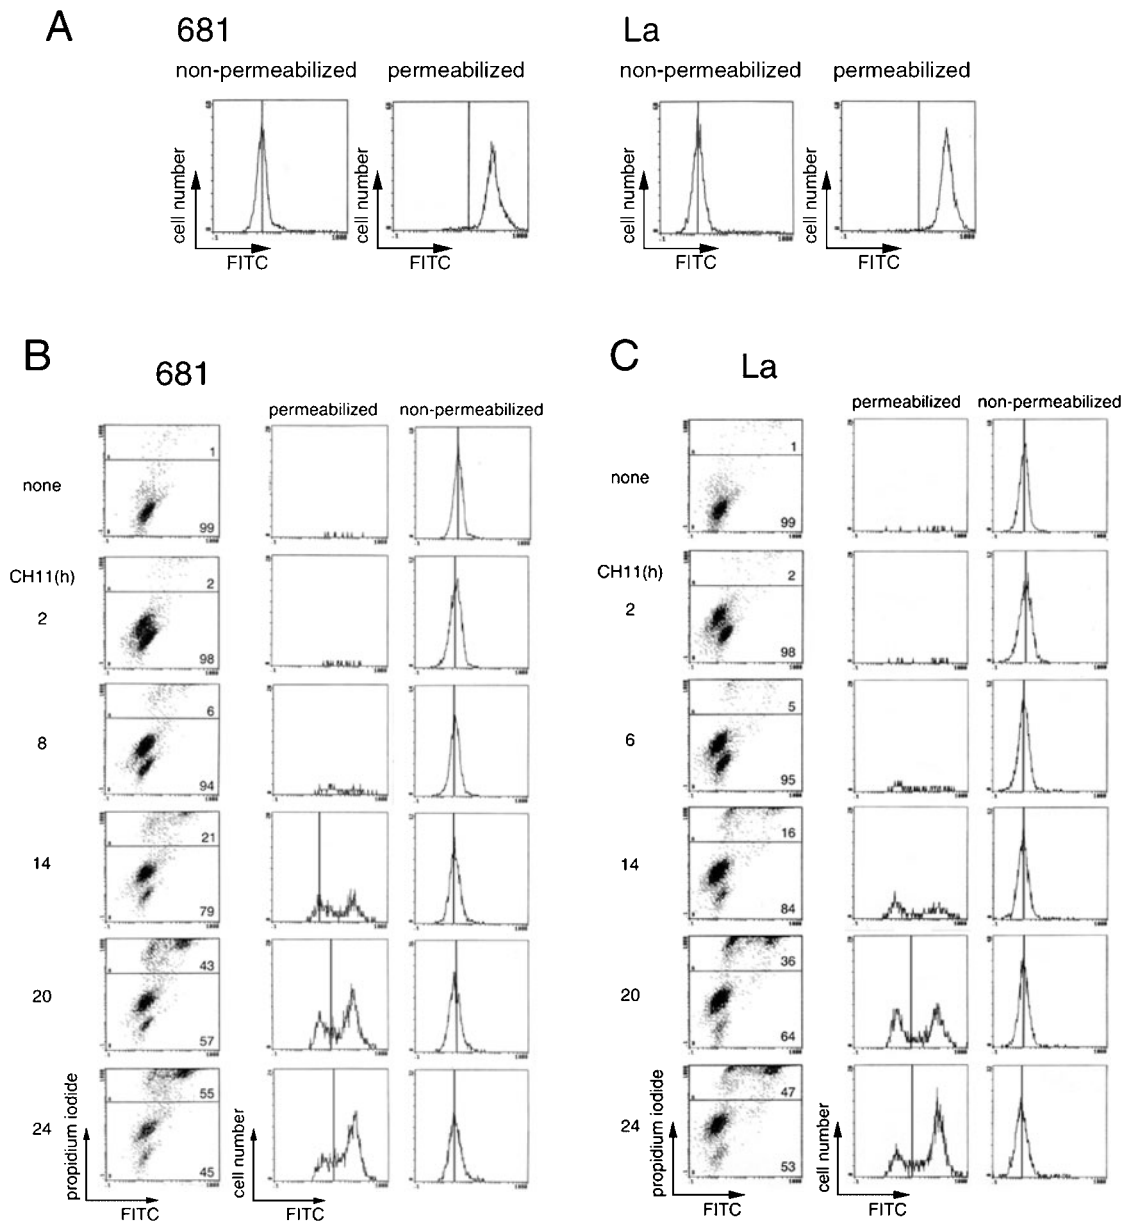 A
681
La
non-permeabilized
permeabilized
non-permeabilized
permeabilized
cell number
cell number
cell number
cell number
1000
1000
1000
1000
FITC
FITC
FITC
FITC
B
681
C
La
permeabilized
non-permeabilized
permeabilized
non-permeabilized
none
1
99
none
1
99
CH11(h)
2
2
98
CH11(h)
2
2
98
8
6
94
6
5
95
14
21
79
14
16
84
20
43
57
20
36
64
24
55
45
24
47
53
propidium iodide
cell number
propidium iodide
cell number
FITC
FITC
FITC
FITC